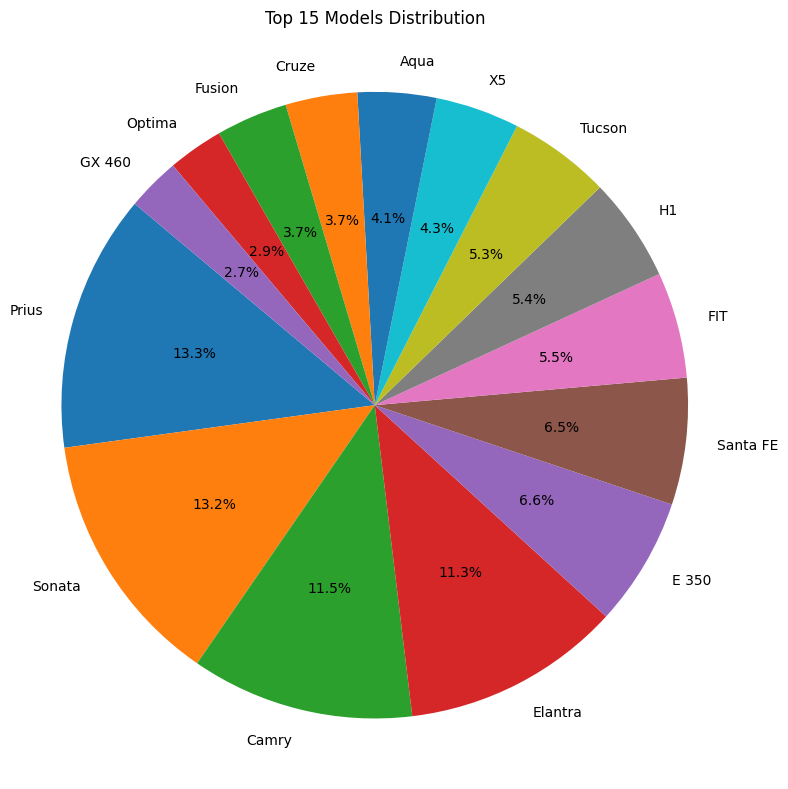 Top 15 Models Distribution
Prius
13.3%
Sonata
13.2%
Camry
11.5%
Elantra
11.3%
E 350
6.6%
Santa FE
6.5%
FIT
5.5%
H1
5.4%
Tucson
5.3%
X5
4.3%
Aqua
4.1%
Cruze
3.7%
Fusion
3.7%
Optima
2.9%
GX 460
2.7%